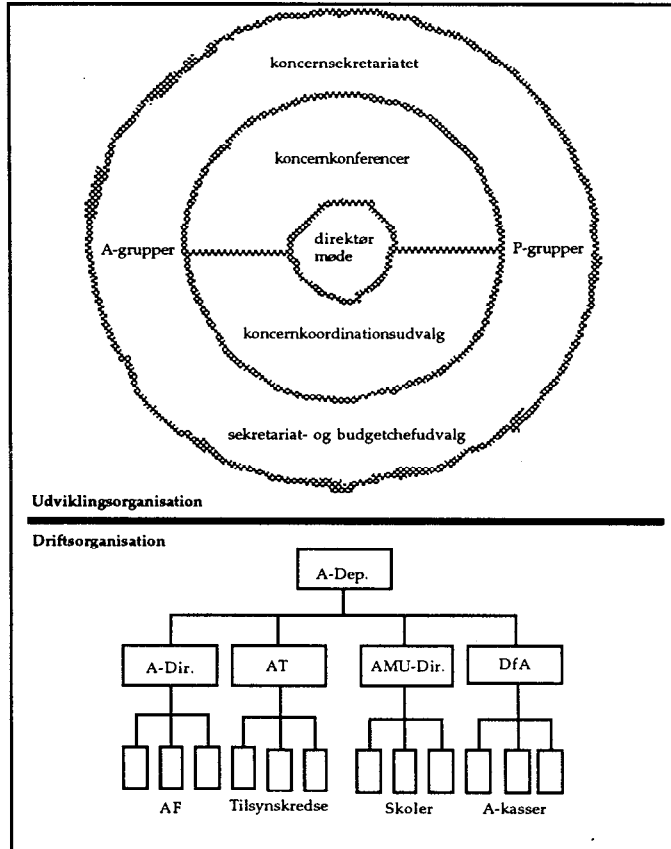 koncernsekretariatet
koncernkonferencer
direktør
møde
A-grupper
P-grupper
koncernkoordinationsudvalg
sekretariat- og budgetchefudvalg
Udviklingsorganisation
Driftsorganisation
A-Dep.
A-Dir.
AT
AMU-Dir.
DfA
AF
Tilsynskredse
Skoler
A-kasser